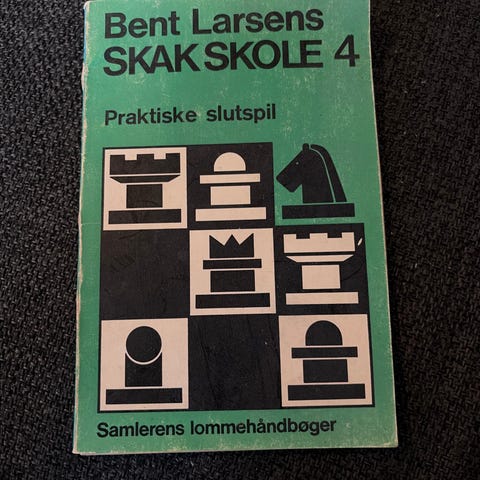 Bent Larsens
SKAK SKOLE 4
Praktiske slutspil
Samlerens lommehåndbøger